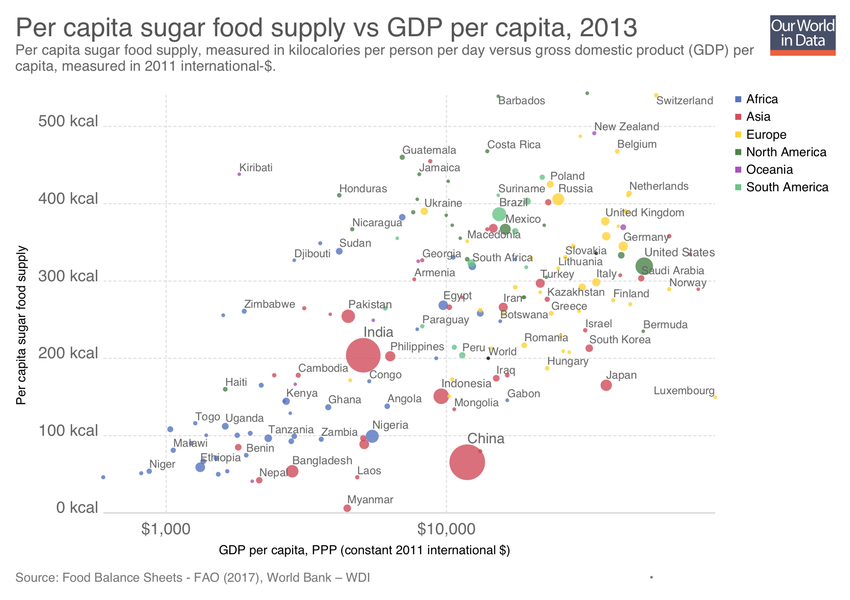 Per capita sugar food supply vs GDP per capita, 2013
Our World
in Data
Per capita sugar food supply, measured in kilocalories per person per day versus gross domestic product (GDP) per
capita, measured in 2011 international-$.
Africa
Asia
Europe
North America
Oceania
South America
Per capita sugar food supply
500 kcal
400 kcal
300 kcal
200 kcal
100 kcal
0 kcal
Barbados
Switzerland
New Zealand
Belgium
Guatemala
Costa Rica
Kiribati
Jamaica
Honduras
Suriname
Poland
Russia
Netherlands
Ukraine
Brazil
Nicaragua
Mexico
United Kingdom
Macedonia
Germany
Sudan
Djibouti
Georgia
South Africa
Slovakia
United States
Lithuania
Armenia
Turkey
Italy
Saudi Arabia
Norway
Zimbabwe
Pakistan
Egypt
Iran
Kazakhstan
Finland
Paraguay
Botswana
Greece
India
Israel
Bermuda
Philippines
Peru
World
Romania
South Korea
Cambodia
Congo
Iraq
Hungary
Haiti
Kenya
Ghana
Angola
Indonesia
Mongolia
Gabon
Japan
Luxembourg
Togo
Uganda
Tanzania
Zambia
Nigeria
China
Malawi
Ethiopia
Benin
Niger
Nepal
Bangladesh
Laos
Myanmar
$1,000
$10,000
GDP per capita, PPP (constant 2011 international $)
Source: Food Balance Sheets - FAO (2017), World Bank – WDI